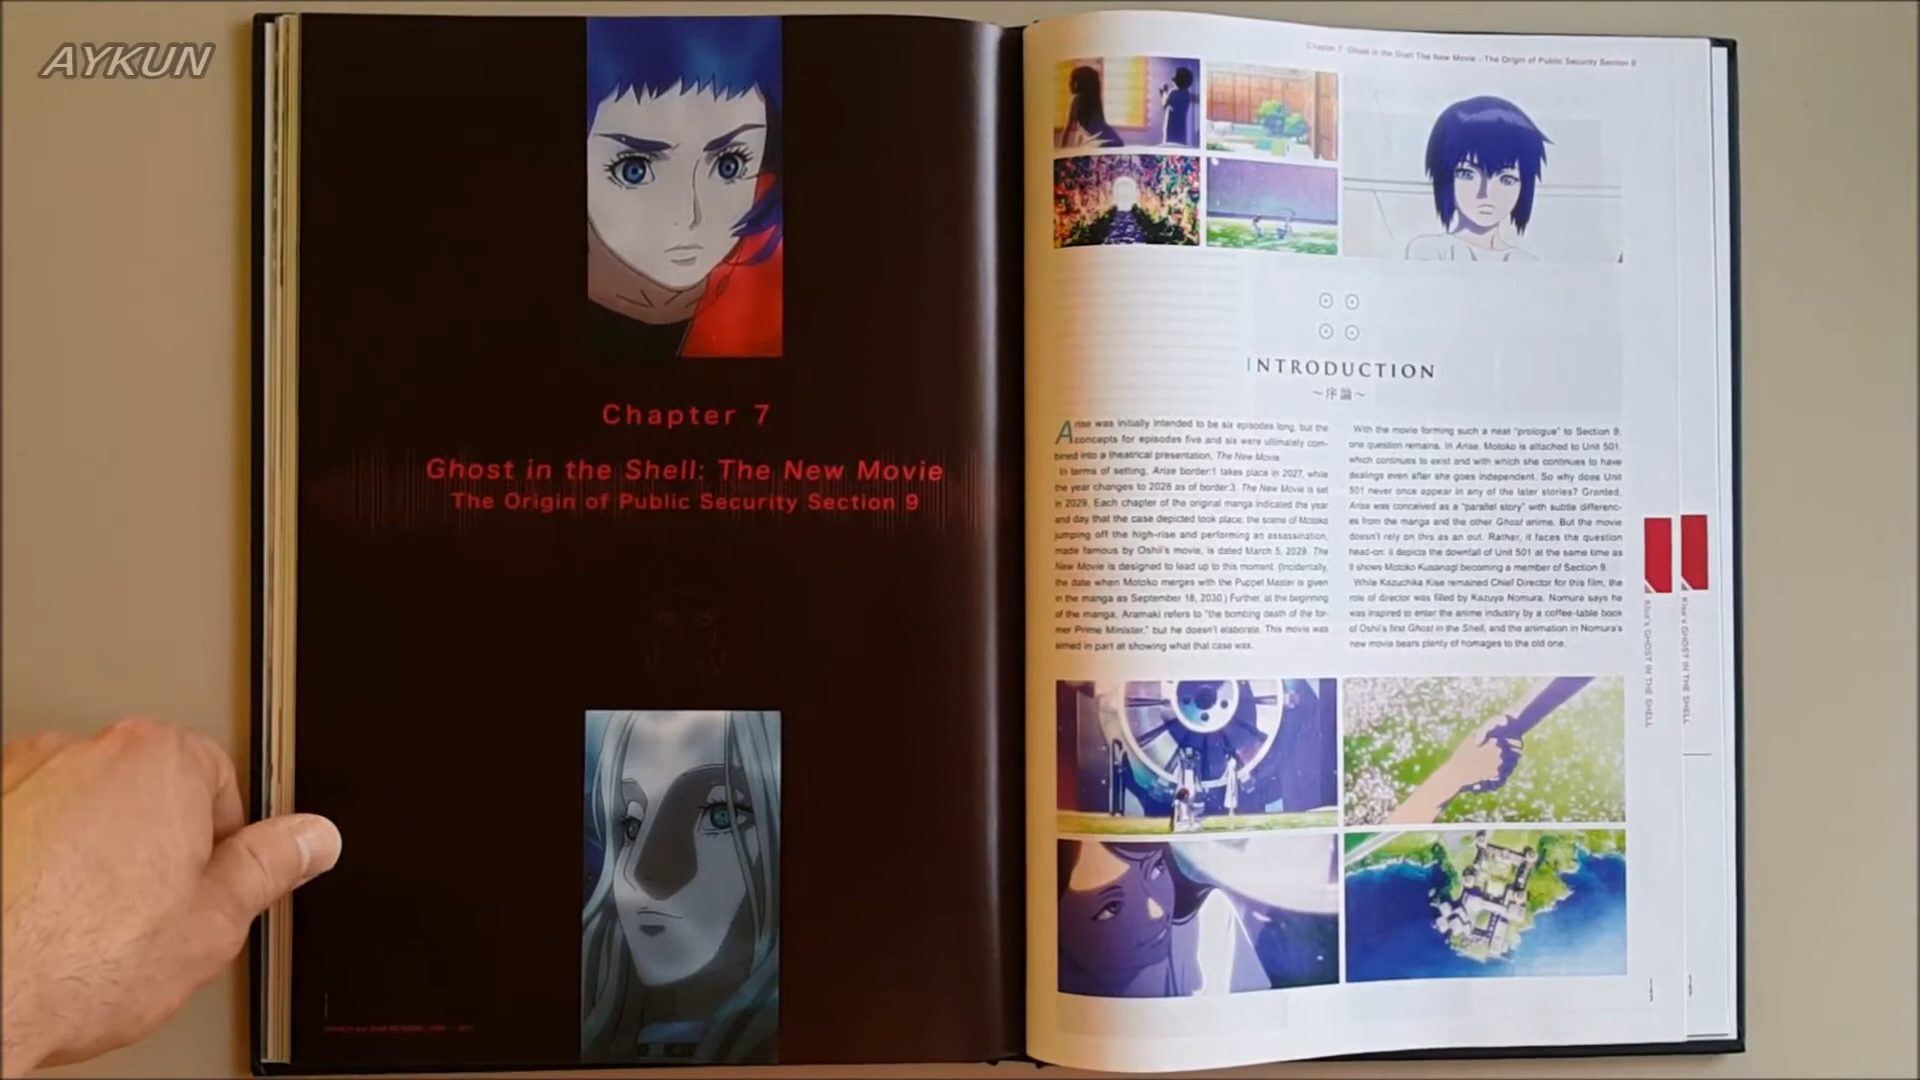 AYKUN
Chapter 7
Ghost in the Shell: The New Movie
The Origin of Public Security Section 9
Chapter 7: Ghost in the Shell The New Movie - The Origin of Public Security Section 9
INTRODUCTION
~序論~
Arise was initially intended to be six episodes long, but the
concepts for episodes five and six were ultimately com-
bined into a theatrical presentation, The New Movie.
In terms of setting, Arise border:1 takes place in 2027, while
the year changes to 2028 as of border:3. The New Movie is set
in 2029. Each chapter of the original manga indicated the year
and day that the case depicted took place; the scene of Motoko
jumping off the high-rise and performing an assassination,
made famous by Oshii's movie, is dated March 5, 2029. The
New Movie is designed to lead up to this moment. (Incidentally,
the date when Motoko merges with the Puppet Master is given
in the manga as September 18, 2030.) Further, at the beginning
of the manga, Aramaki refers to "the bombing death of the for-
mer Prime Minister," but he doesn't elaborate. This movie was
aimed in part at showing what that case was.
With the movie forming such a neat "prologue" to Section 9,
one question remains. In Arise, Motoko is attached to Unit 501,
which continues to exist and with which she continues to have
dealings even after she goes independent. So why does Unit
501 never once appear in any of the later stories? Granted,
Arise was conceived as a "parallel story" with subtle differenc-
es from the manga and the other Ghost anime. But the movie
doesn't rely on this as an out. Rather, it faces the question
head-on: it depicts the downfall of Unit 501 at the same time as
it shows Motoko Kusanagi becoming a member of Section 9.
While Kazuchika Kise remained Chief Director for this film, the
role of director was filled by Kazuya Nomura. Nomura says he
was inspired to enter the anime industry by a coffee-table book
of Oshii's first Ghost in the Shell, and the animation in Nomura's
new movie bears plenty of homages to the old one.
Kise's GHOST IN THE SHELL
Kise's GHOST IN THE SHELL